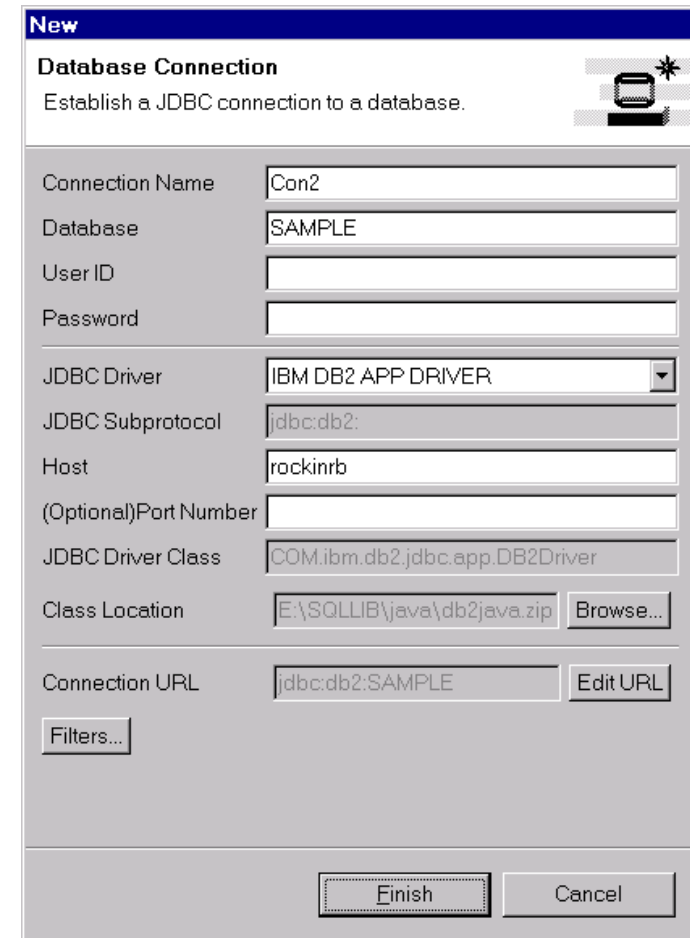 New
Database Connection
Establish a JDBC connection to a database.
Connection Name Con2
Database SAMPLE
User ID
Password
JDBC Driver IBM DB2 APP DRIVER
JDBC Subprotocol jdbc:db2:
Host rockinrb
(Optional)Port Number
JDBC Driver Class COM.ibm.db2.jdbc.app.DB2Driver
Class Location E:\SQLLIB\java\db2java.zip Browse...
Connection URL jdbc:db2:SAMPLE Edit URL
Filters...
Finish Cancel